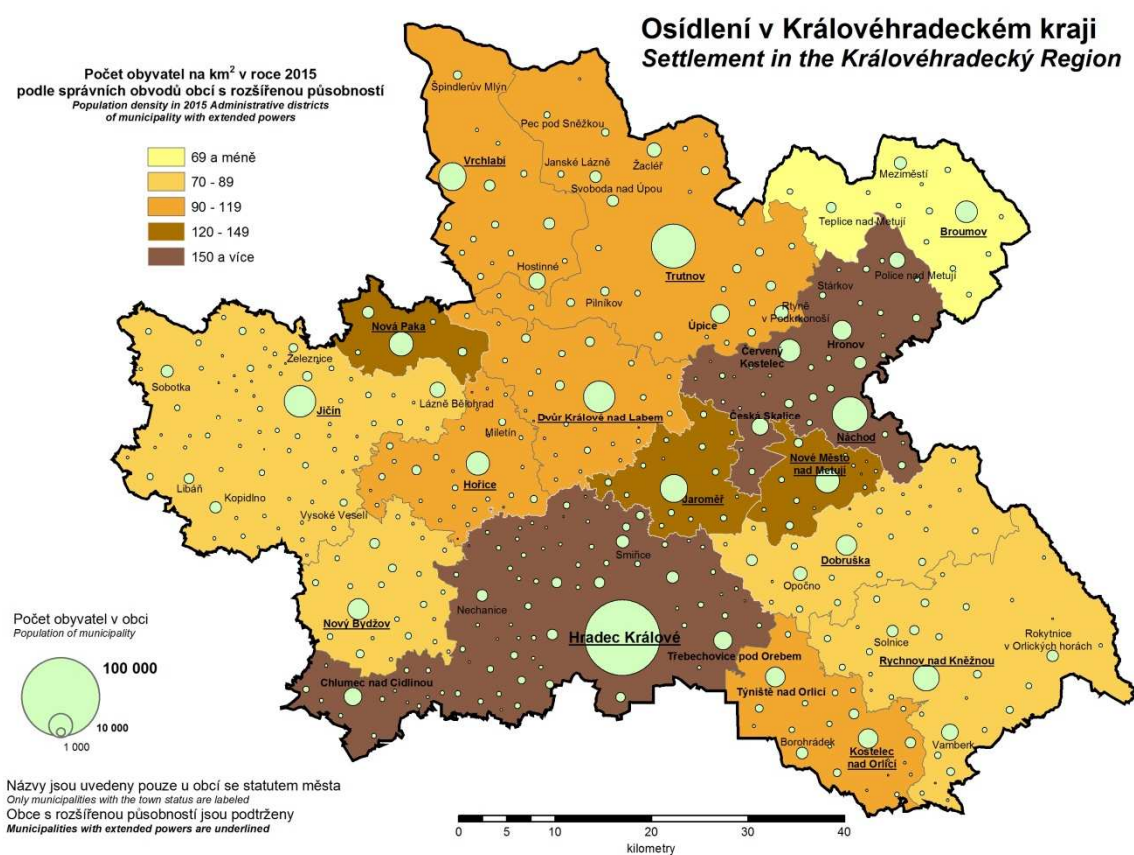 Osídlení v Královéhradeckém kraji
Settlement in the Královéhradecký Region
Počet obyvatel na km² v roce 2015
podle správních obvodů obcí s rozšířenou působností
Population density in 2015 Administrative districts
of municipality with extended powers
69 a méně
70 - 89
90 - 119
120 - 149
150 a více
Špindlerův Mlýn
Pec pod Sněžkou
Vrchlabí
Janské Lázně
Žacléř
Svoboda nad Úpou
Meziměstí
Teplice nad Metují
Broumov
Trutnov
Police nad Metují
Hostinné
Stárkov
Pilníkov
Rtyně
v Podkrkonoší
Úpice
Nová Paka
Hronov
Červený
Kostelec
Železnice
Sobotka
Lázně Bělohrad
Jičín
Dvůr Králové nad Labem
Česká Skalice
Náchod
Miletín
Nové Město
nad Metují
Hořice
Jaroměř
Libáň
Kopidlno
Vysoké Veselí
Smiřice
Dobruška
Opočno
Nechanice
Nový Bydžov
Hradec Králové
Solnice
Rokytnice
v Orlických horách
Třebechovice pod Orebem
Rychnov nad Kněžnou
Chlumec nad Cidlinou
Týniště nad Orlicí
Borohrádek
Kostelec
nad Orlicí
Vamberk
Počet obyvatel v obci
Population of municipality
100 000
10 000
1 000
Názvy jsou uvedeny pouze u obcí se statutem města
Only municipalities with the town status are labeled
Obce s rozšířenou působností jsou podtrženy
Municipalities with extended powers are underlined
0 5 10 20 30 40
kilometry